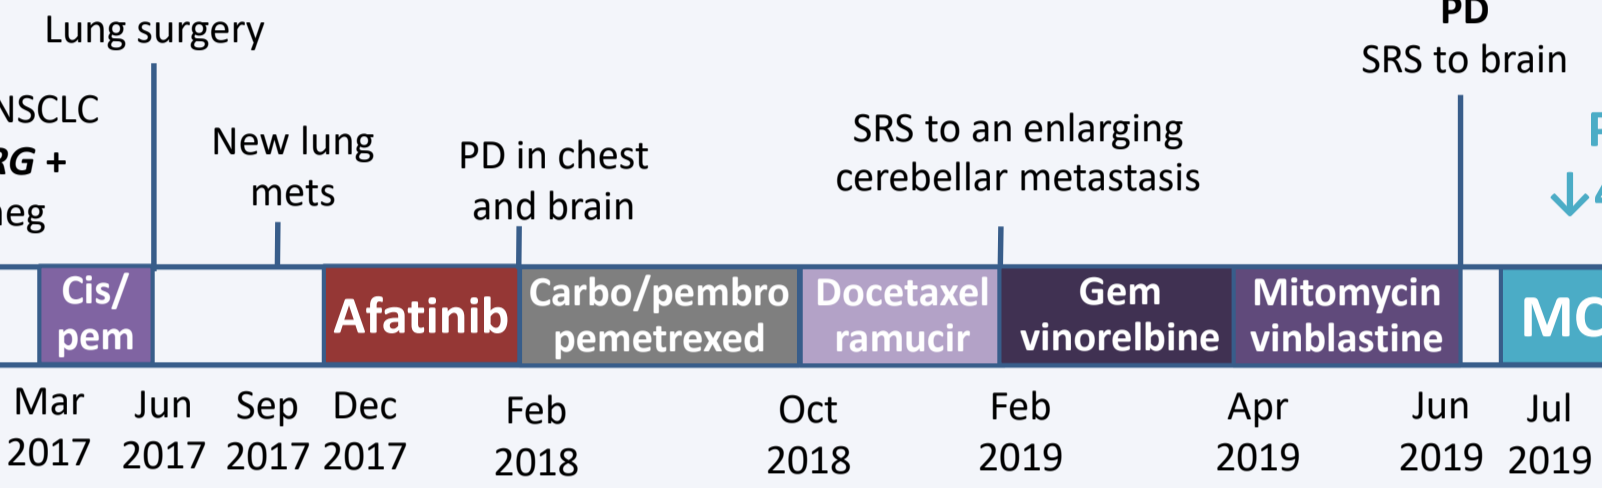 Lung surgery
NSCLC
RG +
neg
New lung
mets
PD in chest
and brain
SRS to an enlarging
cerebellar metastasis
PD
SRS to brain
Cis/
pem
Afatinib
Carbo/pembro
pemetrexed
Docetaxel
ramucir
Gem
vinorelbine
Mitomycin
vinblastine
Mar
2017
Jun
2017
Sep
2017
Dec
2017
Feb
2018
Oct
2018
Feb
2019
Apr
2019
Jun
2019
Jul
2019